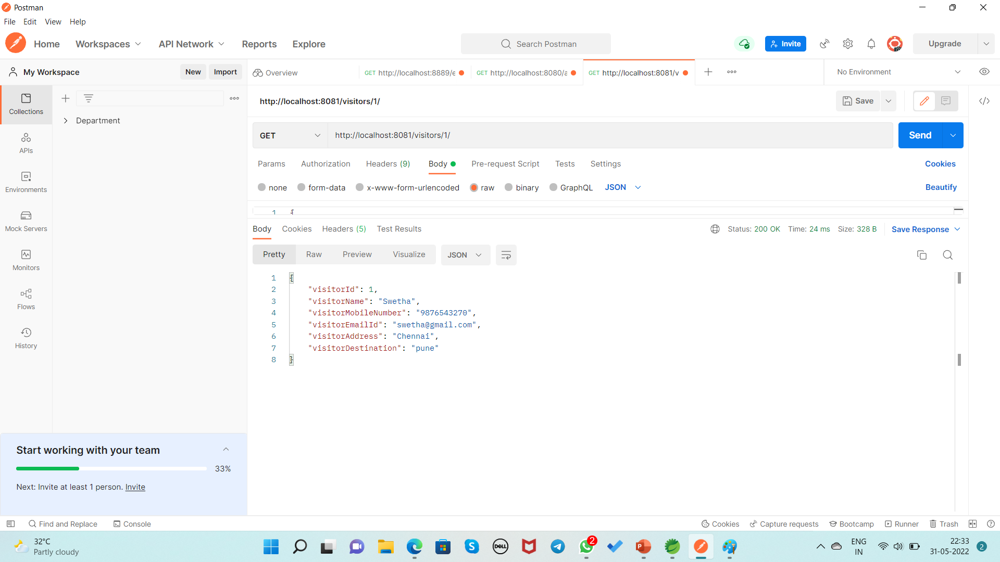 Postman
File Edit View Help
Home Workspaces API Network Reports Explore Search Postman Invite Upgrade
My Workspace New Import Overview GET http://localhost:8889/e GET http://localhost:8080/a GET http://localhost:8081/v No Environment
Collections
APIs
Environments
Mock Servers
Monitors
Flows
History
Department
http://localhost:8081/visitors/1/ Save
GET http://localhost:8081/visitors/1/ Send
Params Authorization Headers (9) Body Pre-request Script Tests Settings Cookies
none form-data x-www-form-urlencoded raw binary GraphQL JSON Beautify
1 {
Body Cookies Headers (5) Test Results Status: 200 OK Time: 24 ms Size: 328 B Save Response
Pretty Raw Preview Visualize JSON
1 {
2 "visitorId": 1,
3 "visitorName": "Swetha",
4 "visitorMobileNumber": "9876543270",
5 "visitorEmailId": "swetha@gmail.com",
6 "visitorAddress": "Chennai",
7 "visitorDestination": "pune"
8 }
Start working with your team
33%
Next: Invite at least 1 person. Invite
Find and Replace Console Cookies Capture requests Bootcamp Runner Trash
32°C
Partly cloudy
DELL
2
ENG
IN
22:33
31-05-2022
2